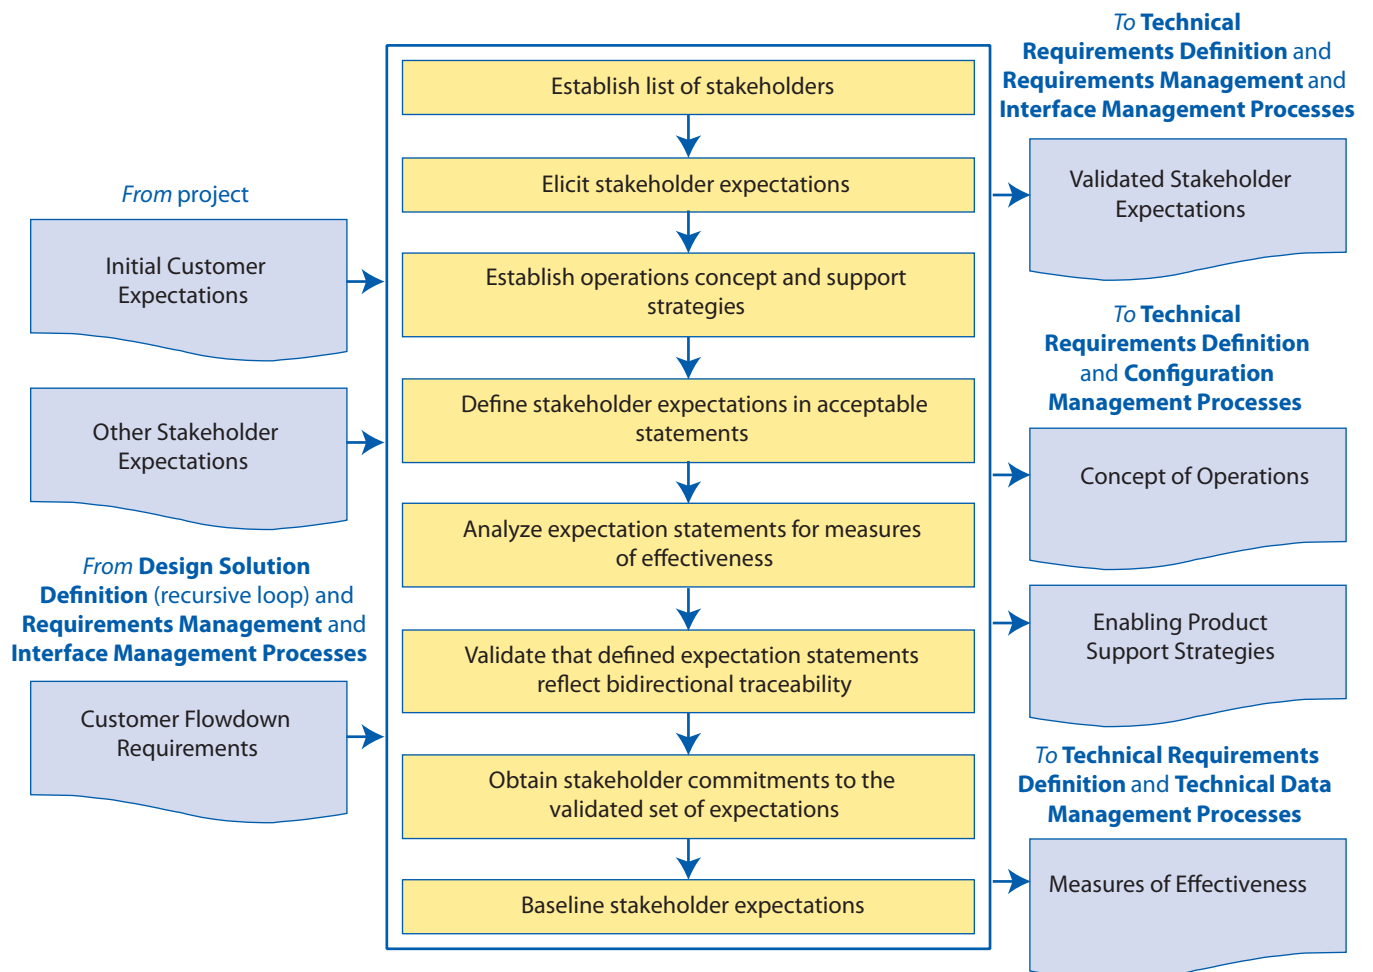 From project
Initial Customer
Expectations
Other Stakeholder
Expectations
From Design Solution
Definition (recursive loop) and
Requirements Management and
Interface Management Processes
Customer Flowdown
Requirements
Establish list of stakeholders
Elicit stakeholder expectations
Establish operations concept and support
strategies
Define stakeholder expectations in acceptable
statements
Analyze expectation statements for measures
of effectiveness
Validate that defined expectation statements
reflect bidirectional traceability
Obtain stakeholder commitments to the
validated set of expectations
Baseline stakeholder expectations
To Technical
Requirements Definition and
Requirements Management and
Interface Management Processes
Validated Stakeholder
Expectations
To Technical
Requirements Definition
and Configuration
Management Processes
Concept of Operations
Enabling Product
Support Strategies
To Technical Requirements
Definition and Technical Data
Management Processes
Measures of Effectiveness